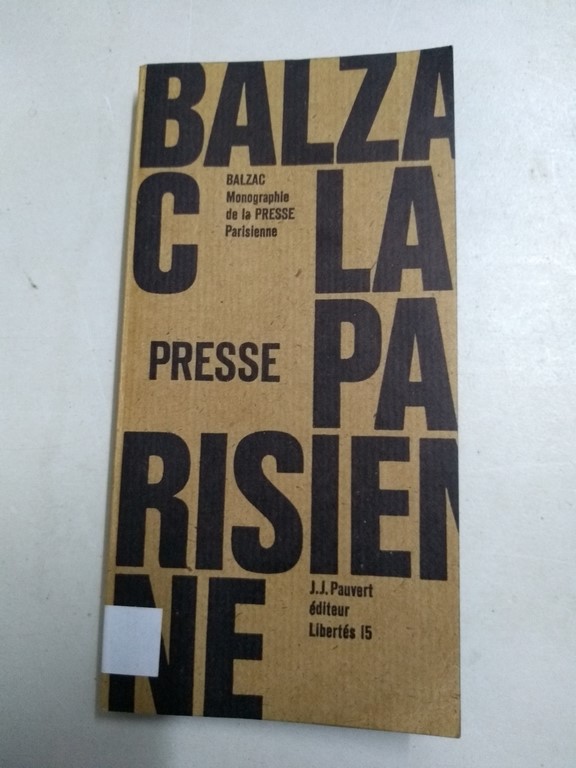 BALZA
C LA
BALZAC
Monographie
de la PRESSE
Parisienne
PRESSE
PA
RISIEN
NE
J.J. Pauvert
éditeur
Libertés 15